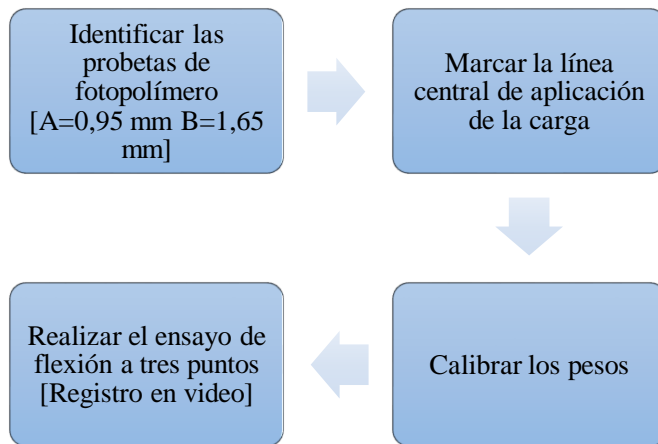 Identificar las
probetas de
fotopolímero
[A=0,95 mm B=1,65
mm]
Marcar la línea
central de aplicación
de la carga
Calibrar los pesos
Realizar el ensayo de
flexión a tres puntos
[Registro en video]